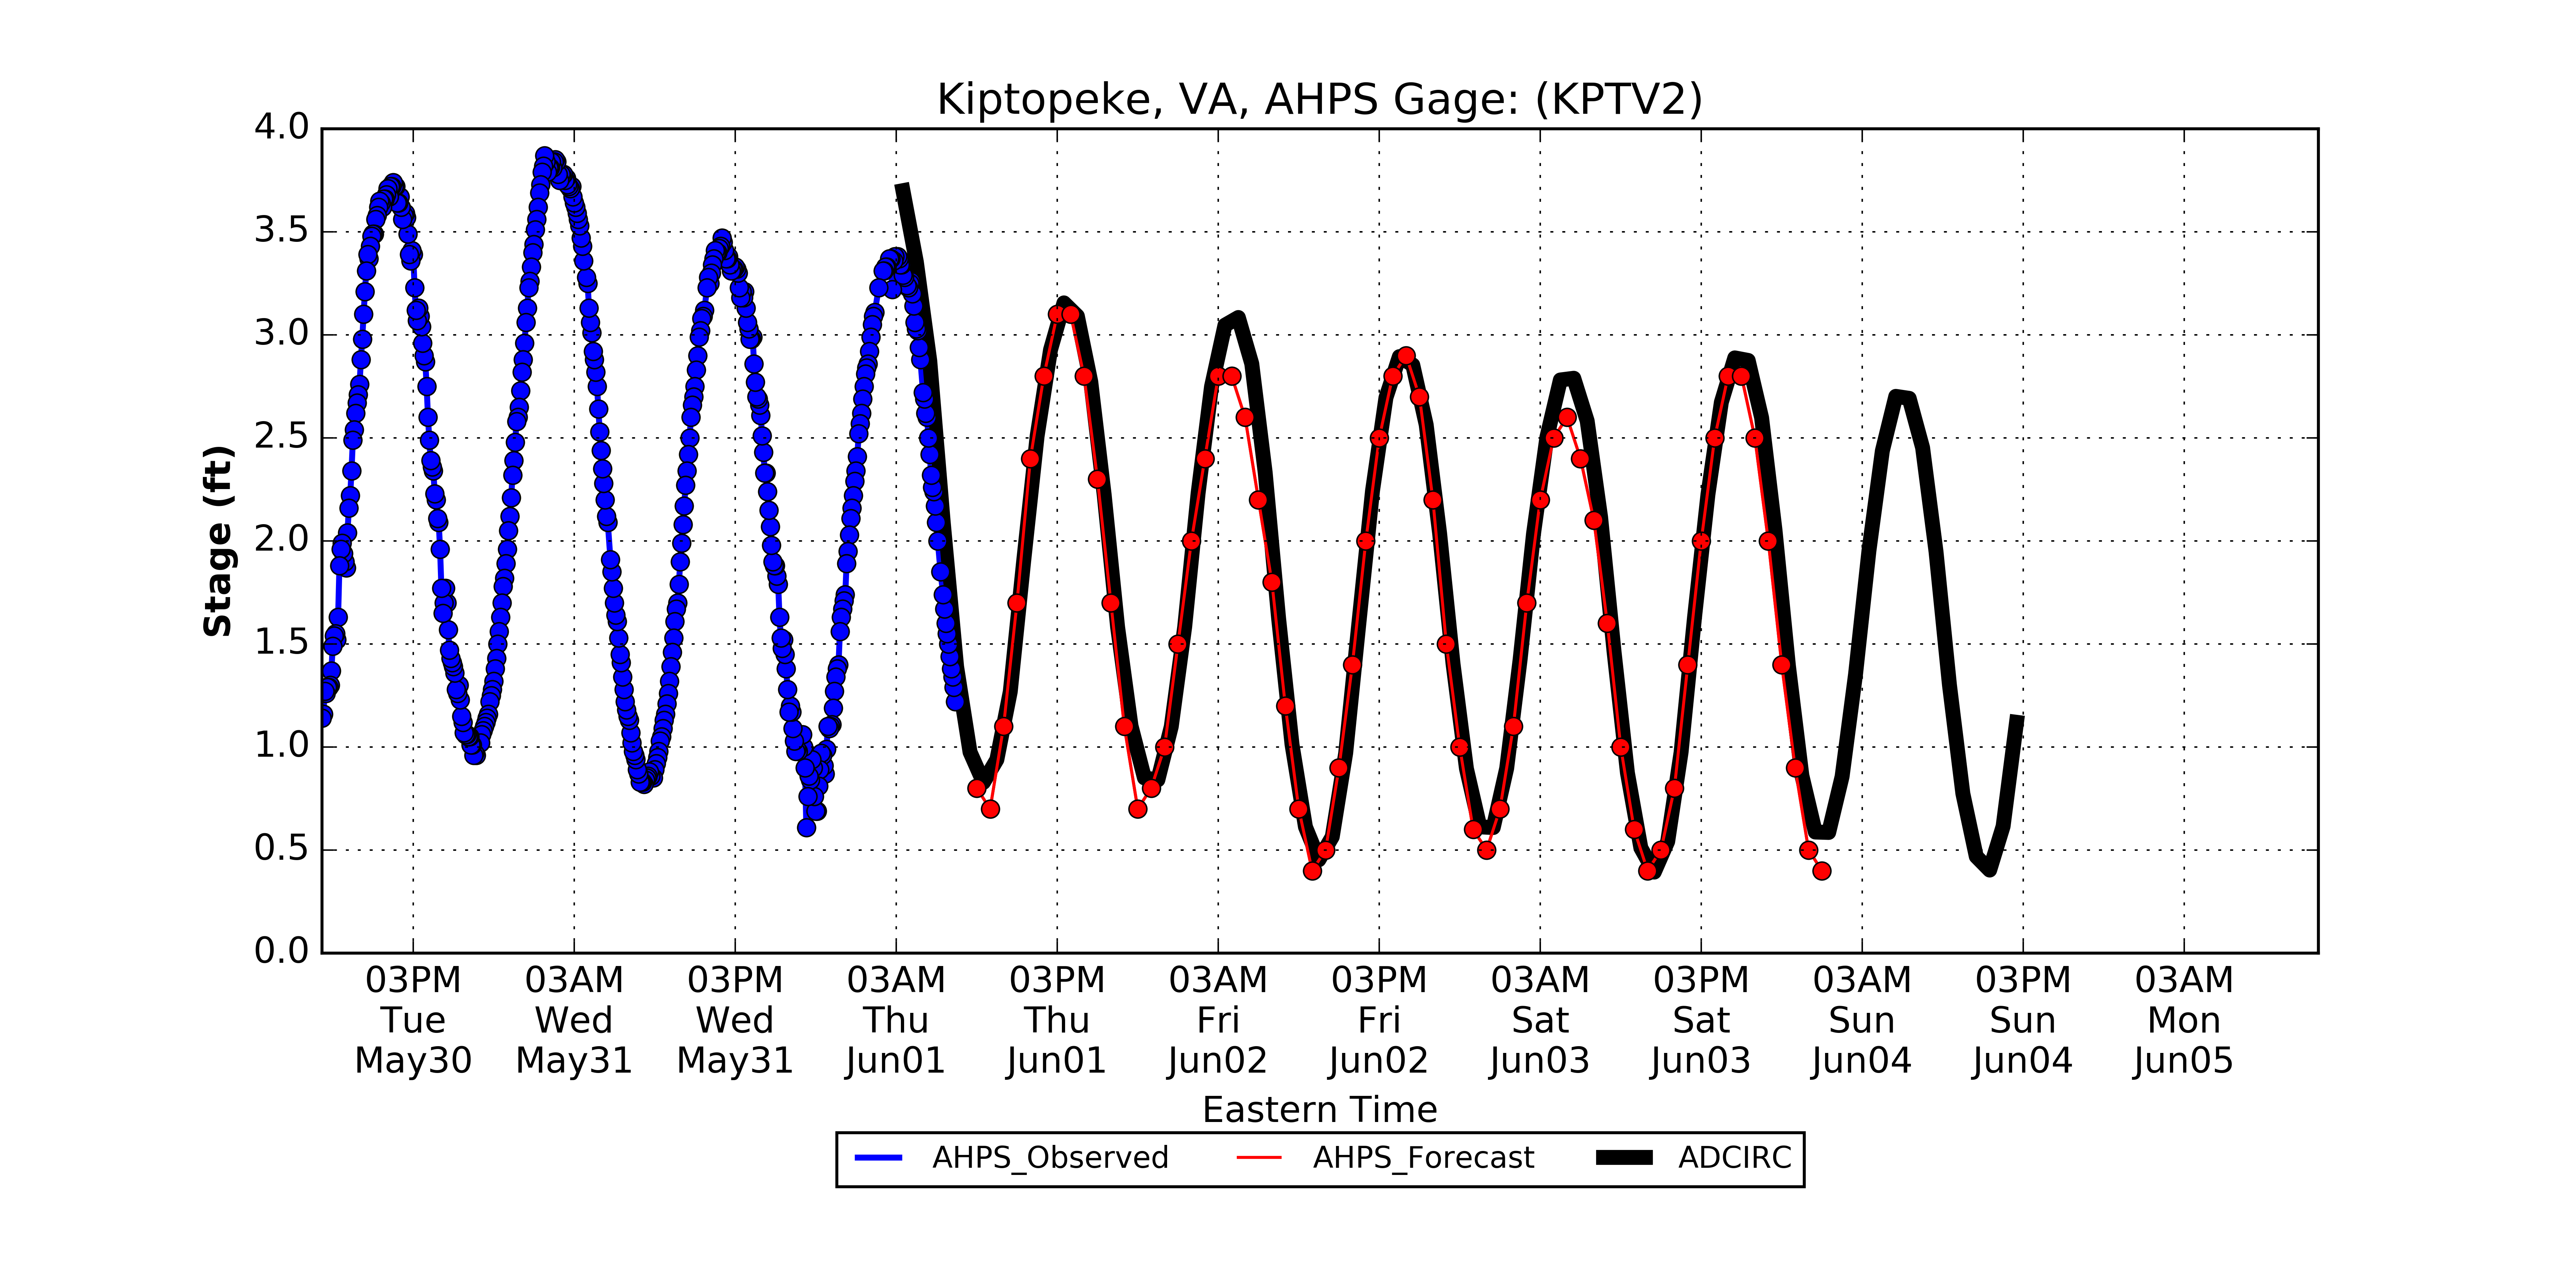 Kiptopeke, VA, AHPS Gage: (KPTV2)
4.0
3.5
3.0
2.5
2.0
1.5
1.0
0.5
0.0
Stage (ft)
03PM 03AM 03PM 03AM 03PM 03AM 03PM 03AM 03PM 03AM 03PM 03AM
Tue Wed Wed Thu Thu Fri Fri Sat Sat Sun Sun Mon
May30 May31 May31 Jun01 Jun01 Jun02 Jun02 Jun03 Jun03 Jun04 Jun04 Jun05
Eastern Time
AHPS_Observed AHPS_Forecast ADCIRC